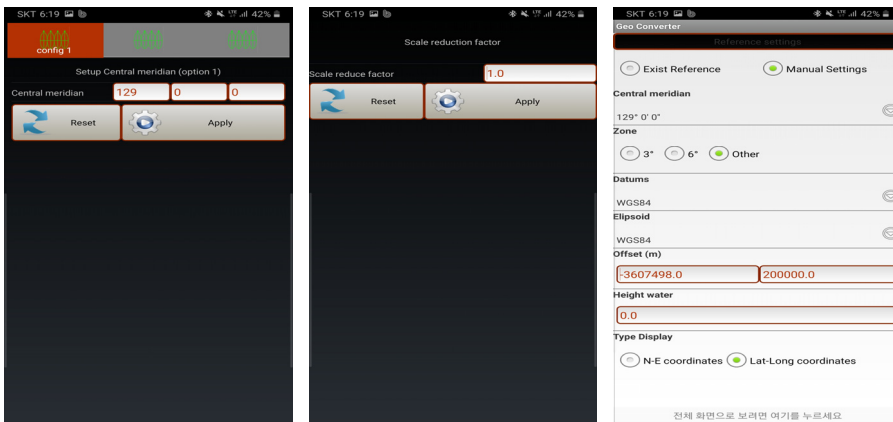 SKT 6:19 42%
config 1
Setup Central meridian (option 1)
Central meridian 129 0 0
Reset Apply
SKT 6:19 42%
Scale reduction factor
Scale reduce factor 1.0
Reset Apply
SKT 6:19 42%
Geo Converter
Reference settings
Exist Reference Manual Settings
Central meridian
129° 0' 0"
Zone
3° 6° Other
Datums
WGS84
Elipsoid
WGS84
Offset (m)
-3607498.0 200000.0
Height water
0.0
Type Display
N-E coordinates Lat-Long coordinates
전체 화면으로 보려면 여기를 누르세요